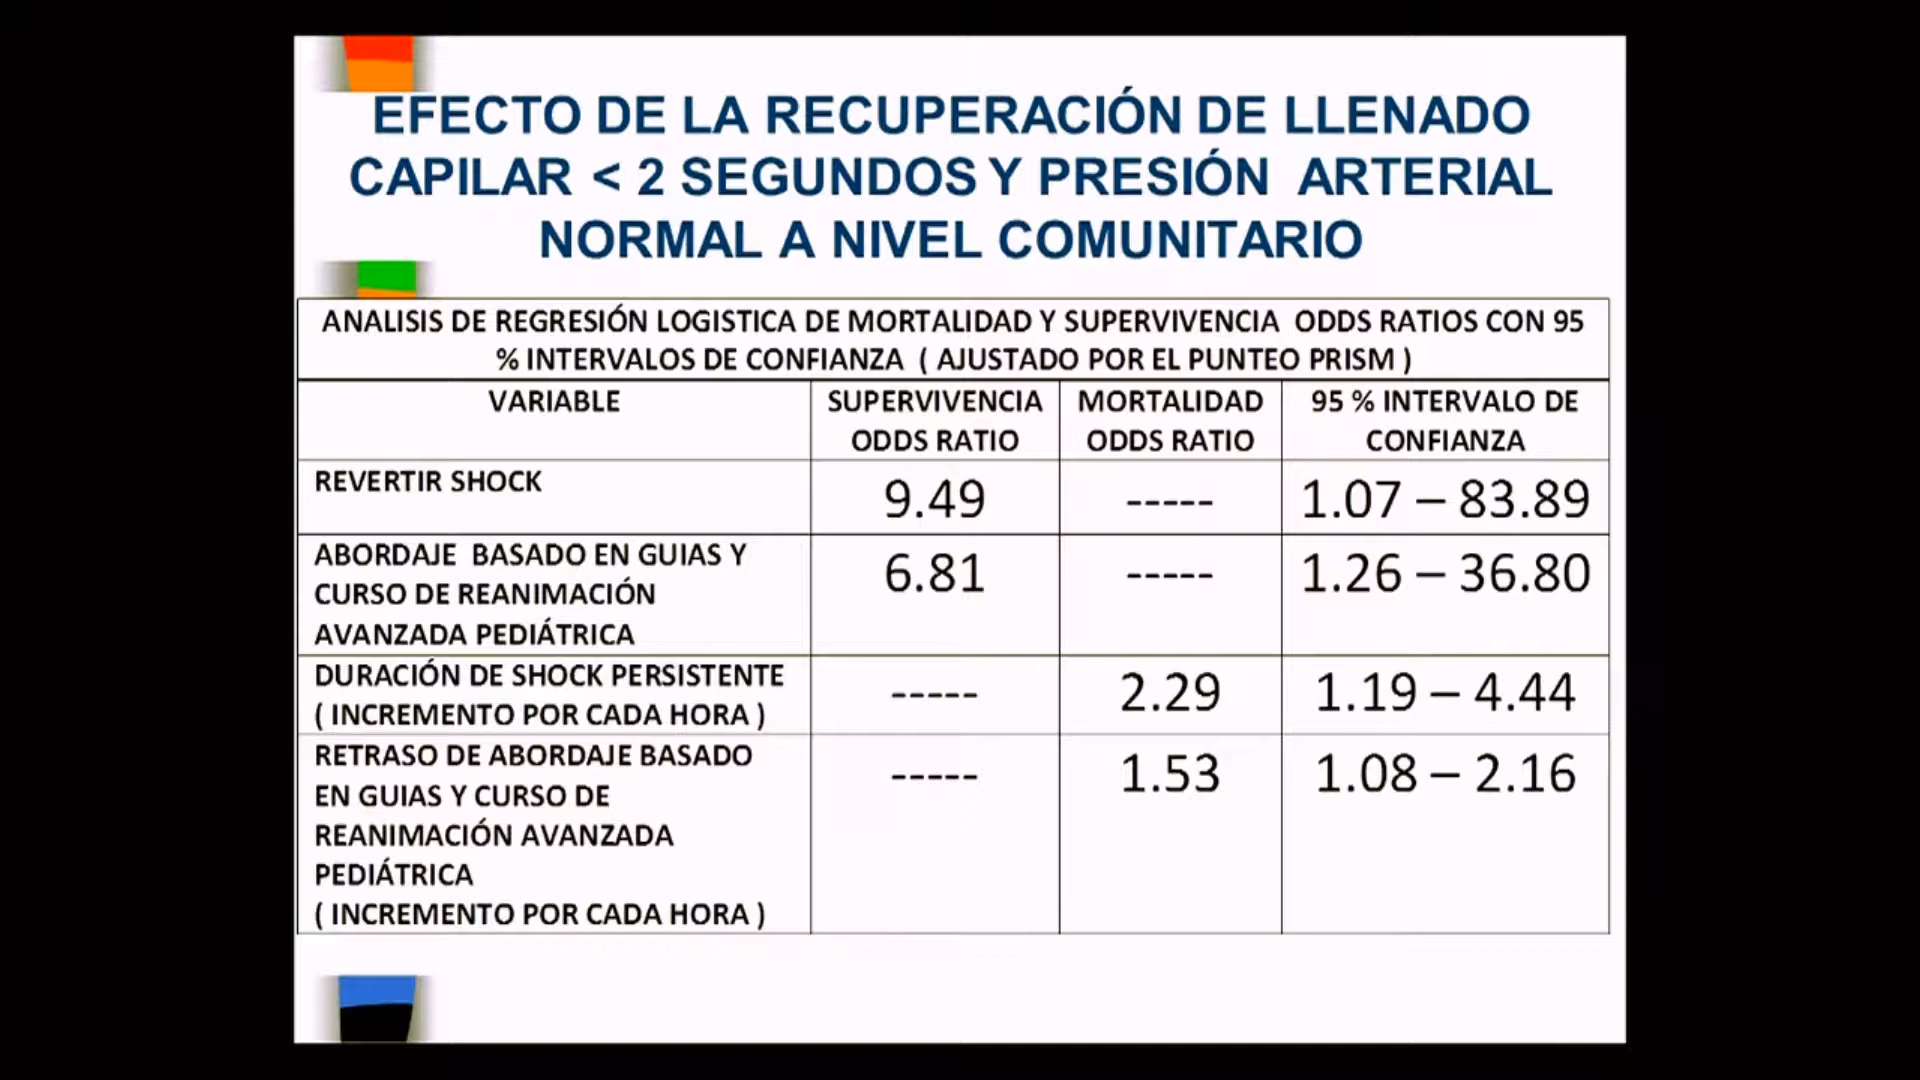 EFECTO DE LA RECUPERACIÓN DE LLENADO
CAPILAR < 2 SEGUNDOS Y PRESIÓN ARTERIAL
NORMAL A NIVEL COMUNITARIO
ANALISIS DE REGRESIÓN LOGISTICA DE MORTALIDAD Y SUPERVIVENCIA ODDS RATIOS CON 95
% INTERVALOS DE CONFIANZA ( AJUSTADO POR EL PUNTEO PRISM )
VARIABLE
SUPERVIVENCIA
ODDS RATIO
MORTALIDAD
ODDS RATIO
95 % INTERVALO DE
CONFIANZA
REVERTIR SHOCK
9.49
-----
1.07 – 83.89
ABORDAJE BASADO EN GUIAS Y
CURSO DE REANIMACIÓN
AVANZADA PEDIÁTRICA
6.81
-----
1.26 – 36.80
DURACIÓN DE SHOCK PERSISTENTE
( INCREMENTO POR CADA HORA )
-----
2.29
1.19 – 4.44
RETRASO DE ABORDAJE BASADO
EN GUIAS Y CURSO DE
REANIMACIÓN AVANZADA
PEDIÁTRICA
( INCREMENTO POR CADA HORA )
-----
1.53
1.08 – 2.16